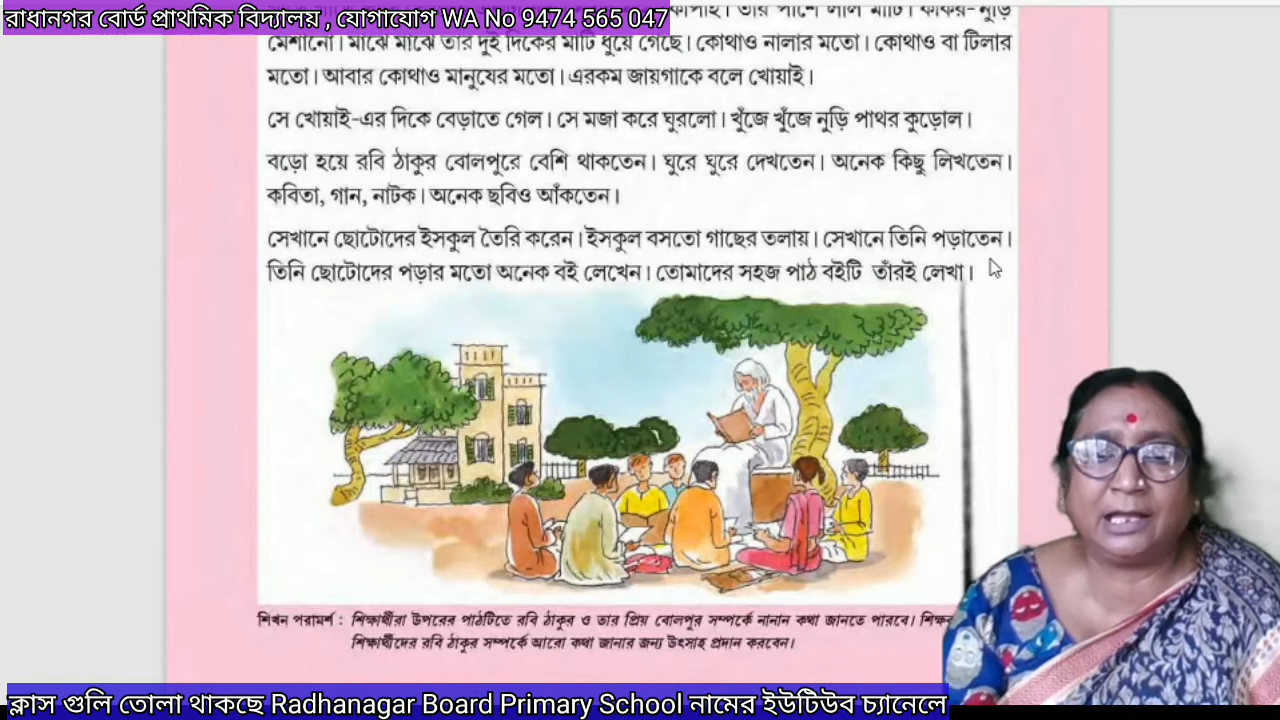 রাধানগর বোর্ড প্রাথমিক বিদ্যালয় , যোগাযোগ WA No 9474 565 047
কোপাই। তার পাশে লাল মাটি। কাঁকর-নুড়ি
মেশানো। মাঝে মাঝে তার দুই দিকের মাটি ধুয়ে গেছে। কোথাও নালার মতো। কোথাও বা টিলার
মতো। আবার কোথাও মানুষের মতো। এরকম জায়গাকে বলে খোয়াই।
সে খোয়াই-এর দিকে বেড়াতে গেল। সে মজা করে ঘুরলো। খুঁজে খুঁজে নুড়ি পাথর কুড়োল।
বড়ো হয়ে রবি ঠাকুর বোলপুরে বেশি থাকতেন। ঘুরে ঘুরে দেখতেন। অনেক কিছু লিখতেন।
কবিতা, গান, নাটক। অনেক ছবিও আঁকতেন।
সেখানে ছোটোদের ইসকুল তৈরি করেন। ইসকুল বসতো গাছের তলায়। সেখানে তিনি পড়াতেন।
তিনি ছোটোদের পড়ার মতো অনেক বই লেখেন। তোমাদের সহজ পাঠ বইটি তাঁরই লেখা।
শিখন পরামর্শ : শিক্ষার্থীরা উপরের পাঠটিতে রবি ঠাকুর ও তার প্রিয় বোলপুর সম্পর্কে নানান কথা জানতে পারবে।
শিক্ষার্থীদের রবি ঠাকুর সম্পর্কে আরো কথা জানার জন্য উৎসাহ প্রদান করবেন।
ক্লাস গুলি তোলা থাকছে Radhanagar Board Primary School নামের ইউটিউব চ্যানেলে